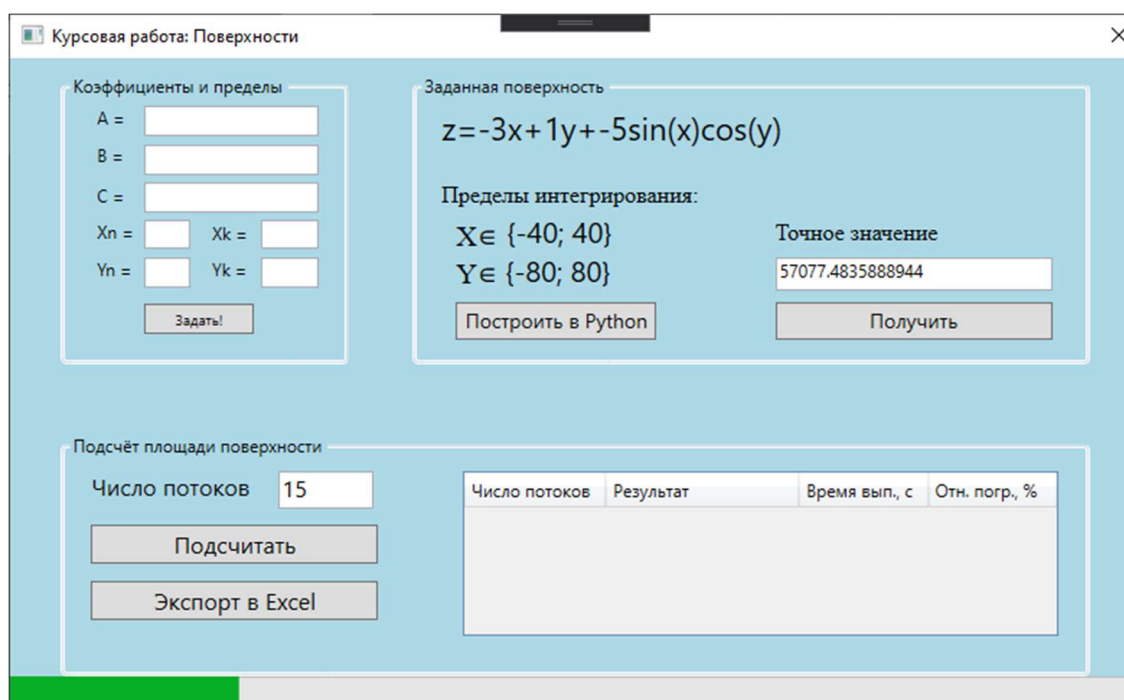 Курсовая работа: Поверхности
Коэффициенты и пределы
A =
B =
C =
Xn =
Xk =
Yn =
Yk =
Задать!
Заданная поверхность
z=-3x+1y+-5sin(x)cos(y)
Пределы интегрирования:
X∈ {-40; 40}
Y∈ {-80; 80}
Построить в Python
Точное значение
57077.4835888944
Получить
Подсчёт площади поверхности
Число потоков 15
Подсчитать
Экспорт в Excel
Число потоков Результат Время вып., с Отн. погр., %